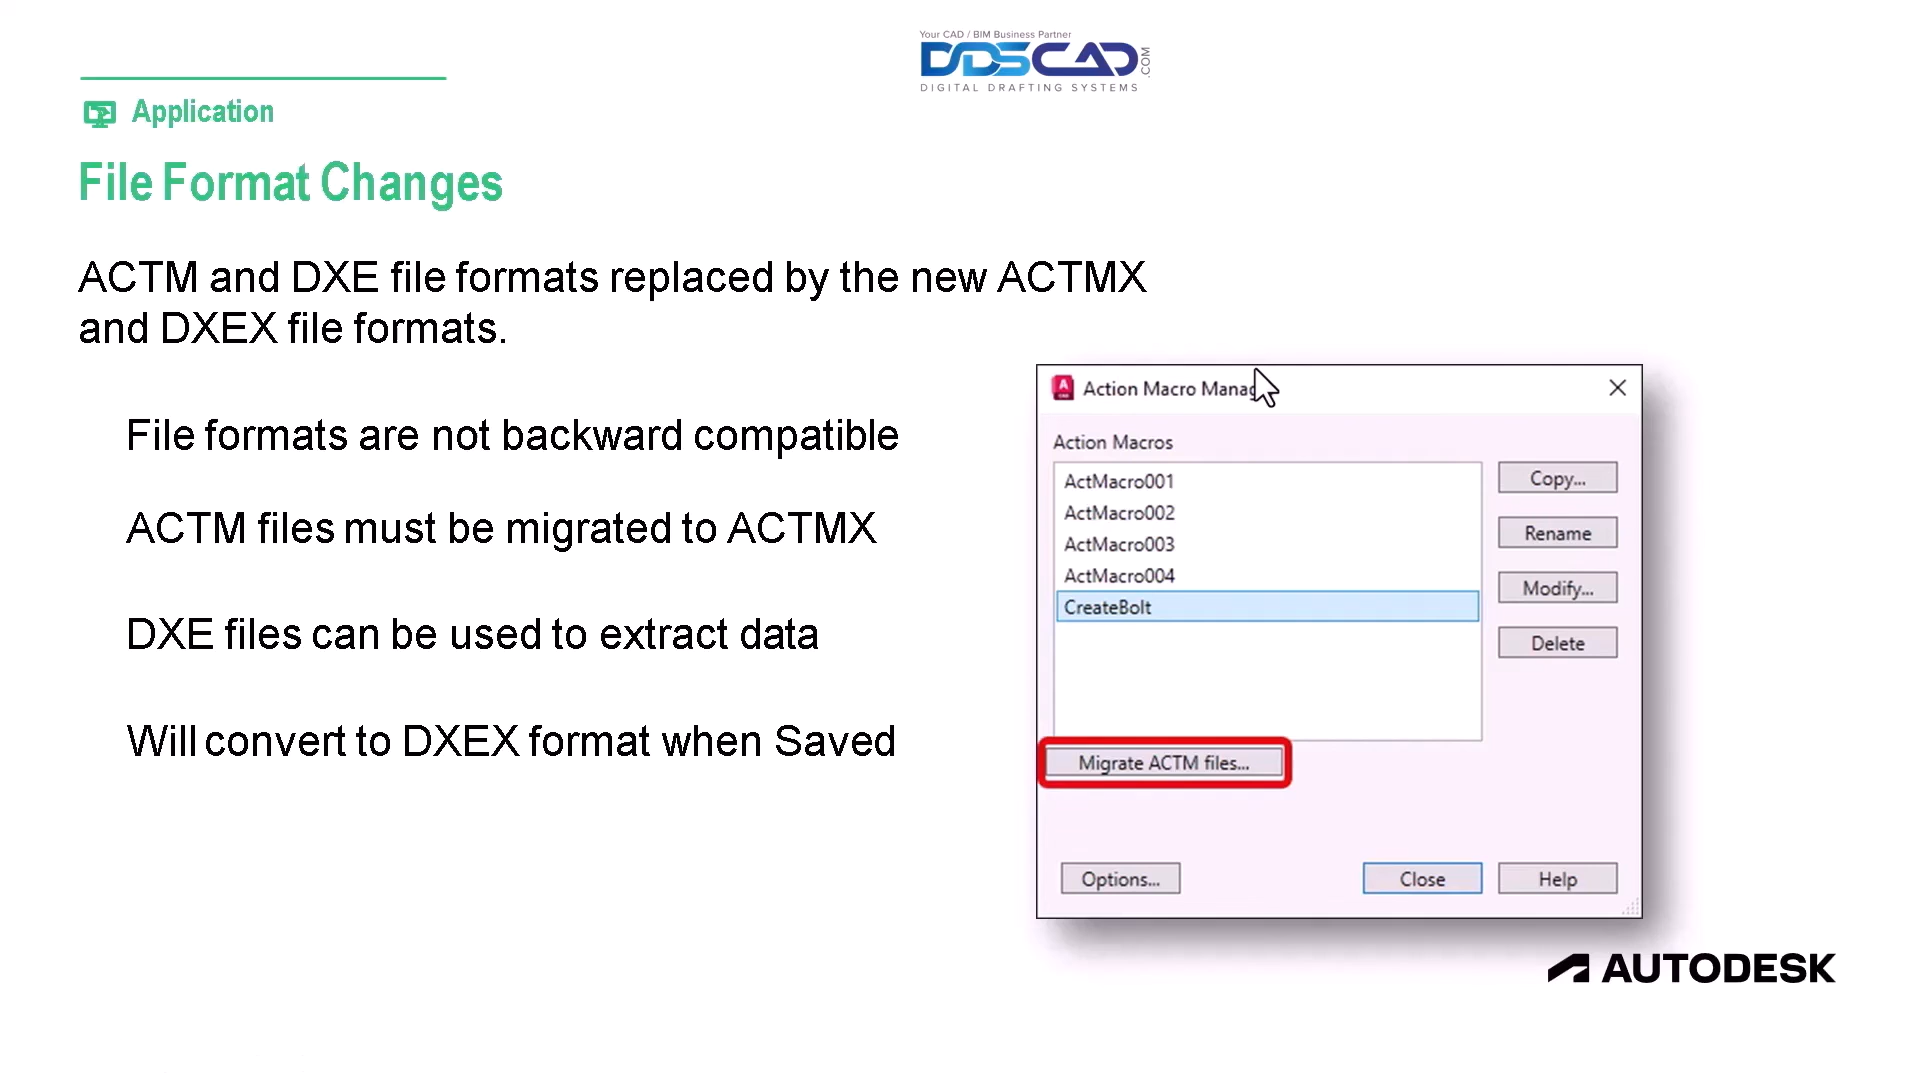 Your CAD / BIM Business Partner
DDSCAD.COM
DIGITAL DRAFTING SYSTEMS
Application
File Format Changes
ACTM and DXE file formats replaced by the new ACTMX
and DXEX file formats.
File formats are not backward compatible
ACTM files must be migrated to ACTMX
DXE files can be used to extract data
Will convert to DXEX format when Saved
Action Macro Manag
Action Macros
ActMacro001
ActMacro002
ActMacro003
ActMacro004
CreateBolt
Copy...
Rename
Modify...
Delete
Migrate ACTM files...
Options...
Close
Help
AUTODESK